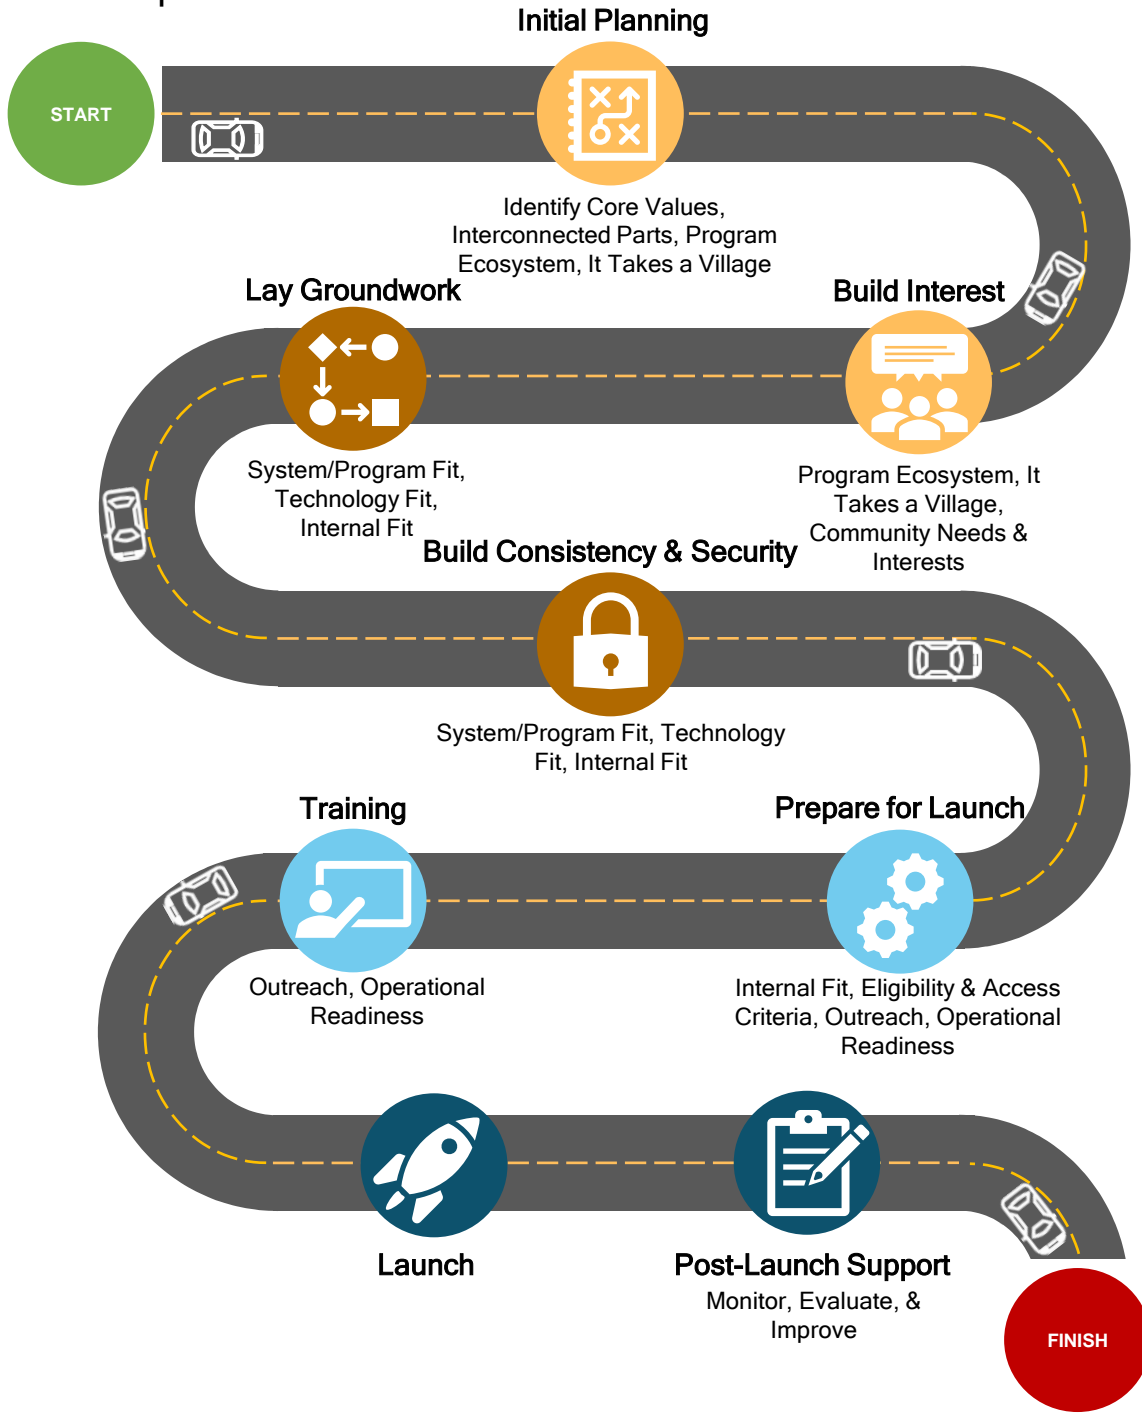 Initial Planning
START
Identify Core Values,
Interconnected Parts, Program
Ecosystem, It Takes a Village
Build Interest
Program Ecosystem, It
Takes a Village,
Community Needs &
Interests
Lay Groundwork
System/Program Fit,
Technology Fit,
Internal Fit
Build Consistency & Security
System/Program Fit, Technology
Fit, Internal Fit
Prepare for Launch
Internal Fit, Eligibility & Access
Criteria, Outreach, Operational
Readiness
Training
Outreach, Operational
Readiness
Launch
Post-Launch Support
Monitor, Evaluate, &
Improve
FINISH